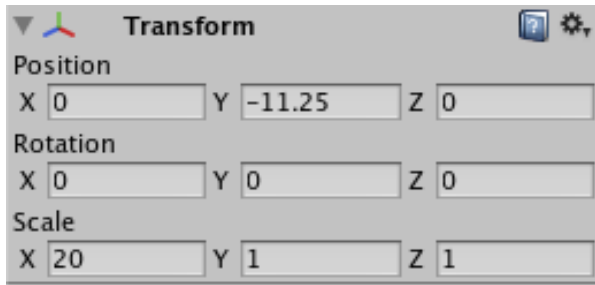 Transform
Position
X 0 Y -11.25 Z 0
Rotation
X 0 Y 0 Z 0
Scale
X 20 Y 1 Z 1